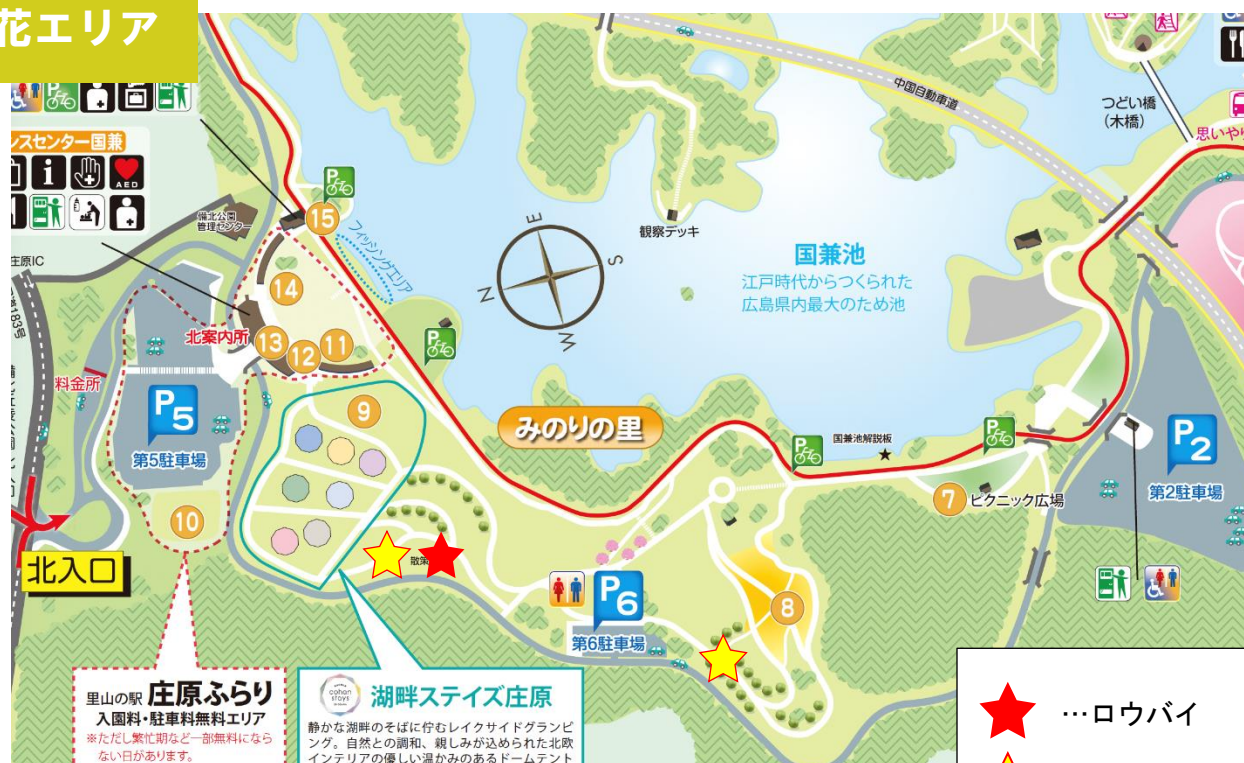 花エリア
スセンター国兼
AED
庄原IC
備北公園
管理センター
15
フィッシングエリア
14
北案内所
13
12
11
料金所
P5
第5駐車場
10
9
北入口
N
E
S
W
観察デッキ
国兼池
江戸時代からつくられた
広島県内最大のため池
中国自動車道
つどい橋
(木橋)
思いや
みのりの里
国兼池解説板
7
ピクニック広場
P2
第2駐車場
散策
P6
第6駐車場
8
里山の駅 庄原ふらり
入園料・駐車料無料エリア
※ただし繁忙期など一部無料になら
ない日があります。
cohan
stays
湖畔ステイズ庄原
静かな湖畔のそばに佇むレイクサイドグランピ
ング。自然との調和、親しみが込められた北欧
インテリアの優しい温かみのあるドームテント
…ロウバイ